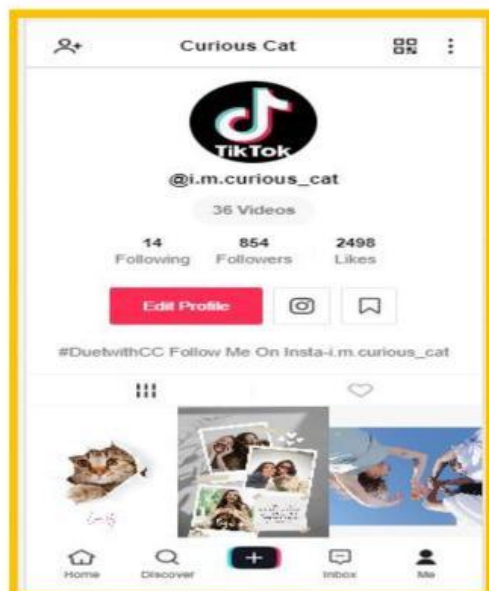 Curious Cat
TikTok
@i.m.curious_cat
36 Videos
14 854 2498
Following Followers Likes
Edit Profile
#DuetwithCC Follow Me On Insta-i.m.curious_cat
Home Discover Inbox Me